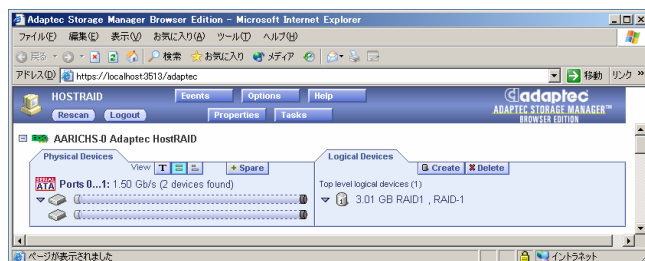 Adaptec Storage Manager Browser Edition - Microsoft Internet Explorer
ファイル(F) 編集(E) 表示(V) お気に入り(A) ツール(T) ヘルプ(H)
戻る 検索 お気に入り メディア
アドレス(D) https://localhost:3513/adaptec 移動 リンク »
HOSTRAID Events Options Help adaptec
Rescan Logout Properties Tasks ADAPTEC STORAGE MANAGER™
BROWSER EDITION
AARICHS-0 Adaptec HostRAID
Physical Devices Logical Devices
View T + Spare Create Delete
SERIAL ATA Ports 0...1: 1.50 Gb/s (2 devices found) Top level logical devices (1)
3.01 GB RAID1 , RAID-1
ページが表示されました イントラネット